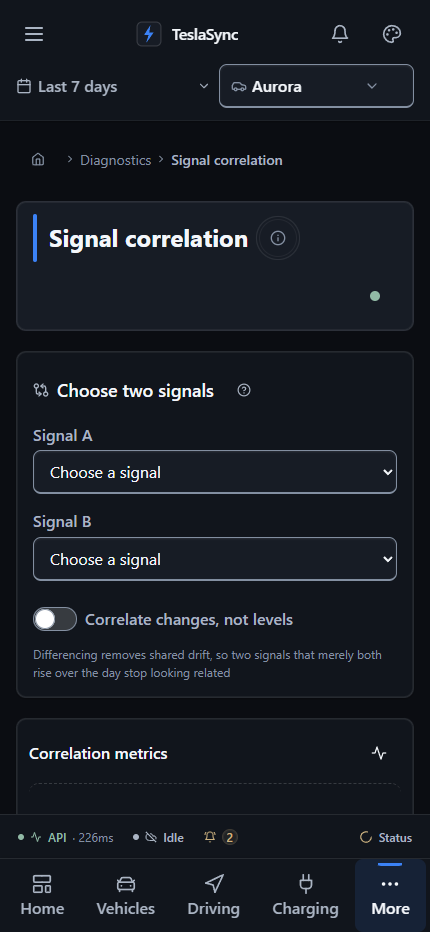 TeslaSync
Last 7 days
Aurora
Diagnostics
Signal correlation
Signal correlation
Choose two signals
Signal A
Choose a signal
Signal B
Choose a signal
Correlate changes, not levels
Differencing removes shared drift, so two signals that merely both
rise over the day stop looking related
Correlation metrics
API · 226ms
Idle
2
Status
Home
Vehicles
Driving
Charging
More